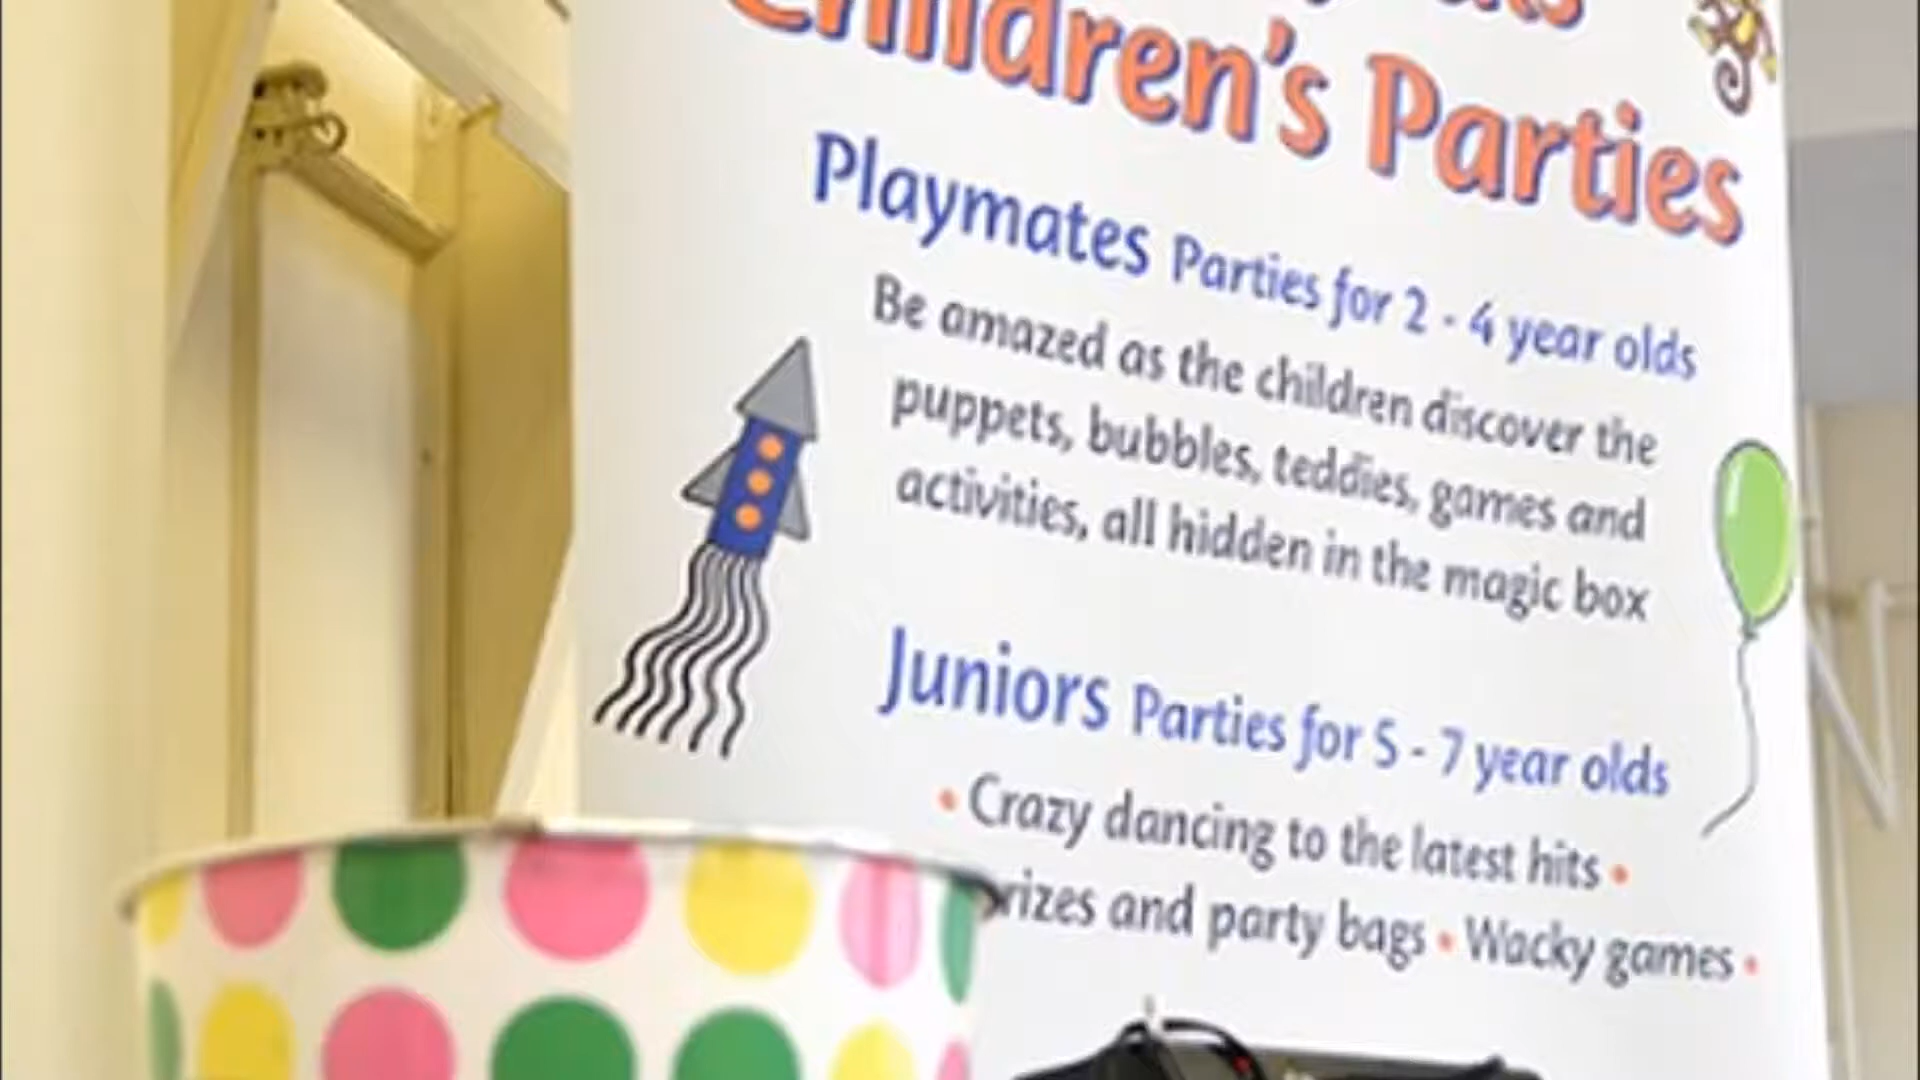 Children's Parties
Playmates Parties for 2 - 4 year olds
Be amazed as the children discover the
puppets, bubbles, teddies, games and
activities, all hidden in the magic box
Juniors Parties for 5 - 7 year olds
• Crazy dancing to the latest hits •
and party bags • Wacky games •